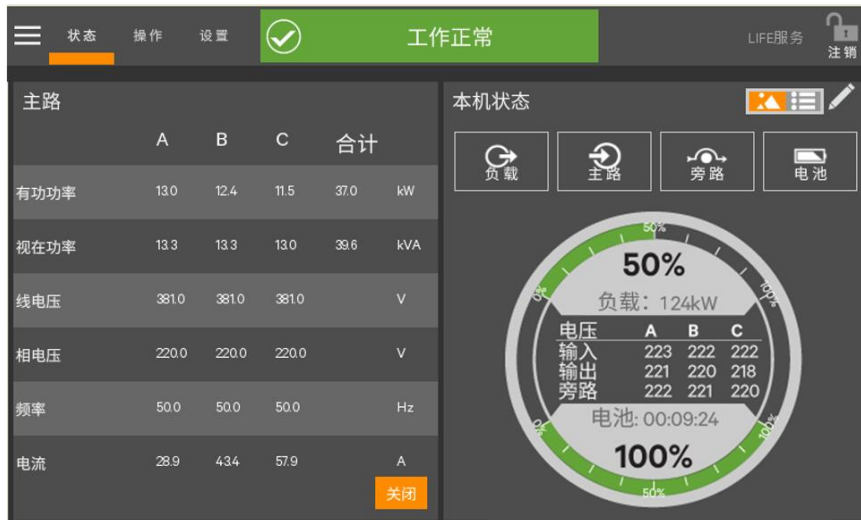 状态 操作 设置 工作正常 LIFE服务 注销
主路
A B C 合计
有功功率 13.0 12.4 11.5 37.0 kW
视在功率 13.3 13.3 13.0 39.6 kVA
线电压 381.0 381.0 381.0 V
相电压 220.0 220.0 220.0 V
频率 50.0 50.0 50.0 Hz
电流 28.9 43.4 57.9 A
关闭
本机状态
负载 主路 旁路 电池
50%
0% 100%
50%
负载: 124kW
电压 A B C
输入 223 222 222
输出 221 220 218
旁路 222 221 220
电池: 00:09:24
0% 100%
100%
50%